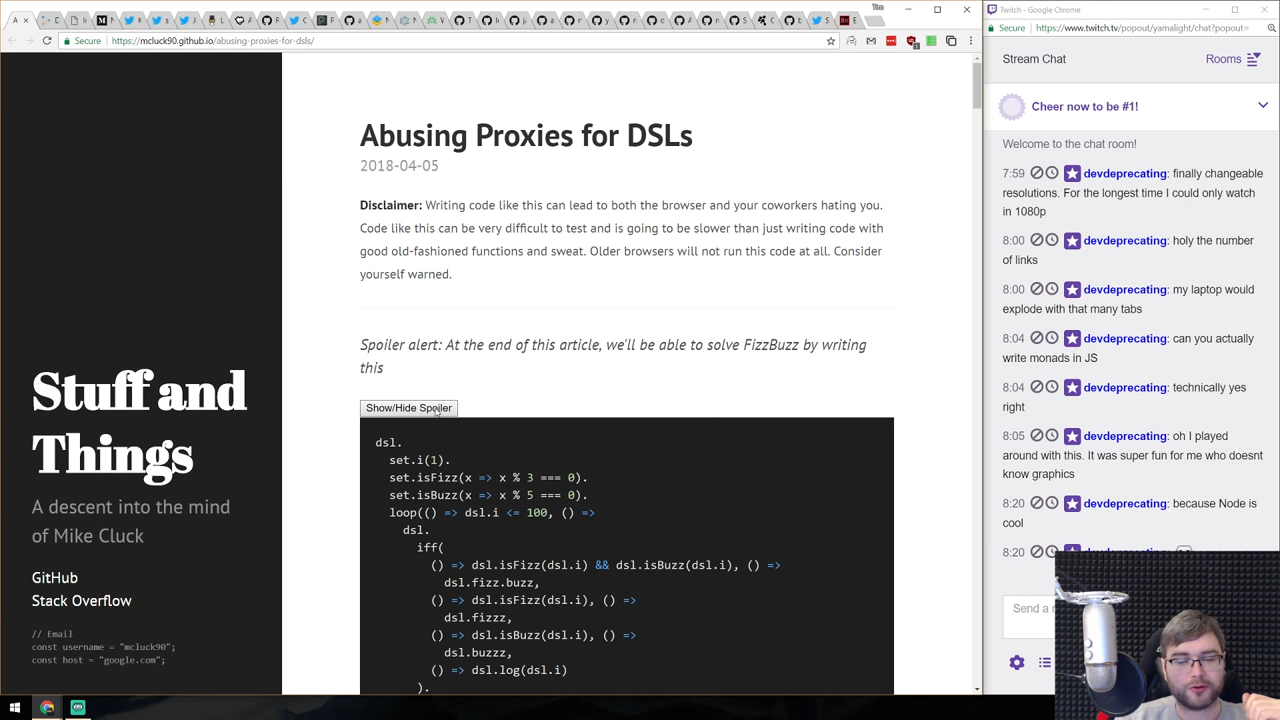 Tim
Secure
https://mcluck90.github.io/abusing-proxies-for-dsls/
Abusing Proxies for DSLs
2018-04-05
Disclaimer: Writing code like this can lead to both the browser and your coworkers hating you.
Code like this can be very difficult to test and is going to be slower than just writing code with
good old-fashioned functions and sweat. Older browsers will not run this code at all. Consider
yourself warned.
Spoiler alert: At the end of this article, we'll be able to solve FizzBuzz by writing
this
Show/Hide Spoiler
dsl.
set.i(1).
set.isFizz(x => x % 3 === 0).
set.isBuzz(x => x % 5 === 0).
loop(() => dsl.i <= 100, () =>
dsl.
iff(
() => dsl.isFizz(dsl.i) && dsl.isBuzz(dsl.i), () =>
dsl.fizz.buzz,
() => dsl.isFizz(dsl.i), () =>
dsl.fizzz,
() => dsl.isBuzz(dsl.i), () =>
dsl.buzzz,
() => dsl.log(dsl.i)
).
Stuff and
Things
A descent into the mind
of Mike Cluck
GitHub
Stack Overflow
// Email
const username = "mcluck90";
const host = "google.com";
Twitch - Google Chrome
Secure
https://www.twitch.tv/popout/yamalight/chat?popout=
Stream Chat
Rooms
Cheer now to be #1!
Welcome to the chat room!
7:59 devdeprecating: finally changeable
resolutions. For the longest time I could only watch
in 1080p
8:00 devdeprecating: holy the number
of links
8:00 devdeprecating: my laptop would
explode with that many tabs
8:04 devdeprecating: can you actually
write monads in JS
8:04 devdeprecating: technically yes
right
8:05 devdeprecating: oh I played
around with this. It was super fun for me who doesnt
know graphics
8:20 devdeprecating: because Node is
cool
8:20
Send a